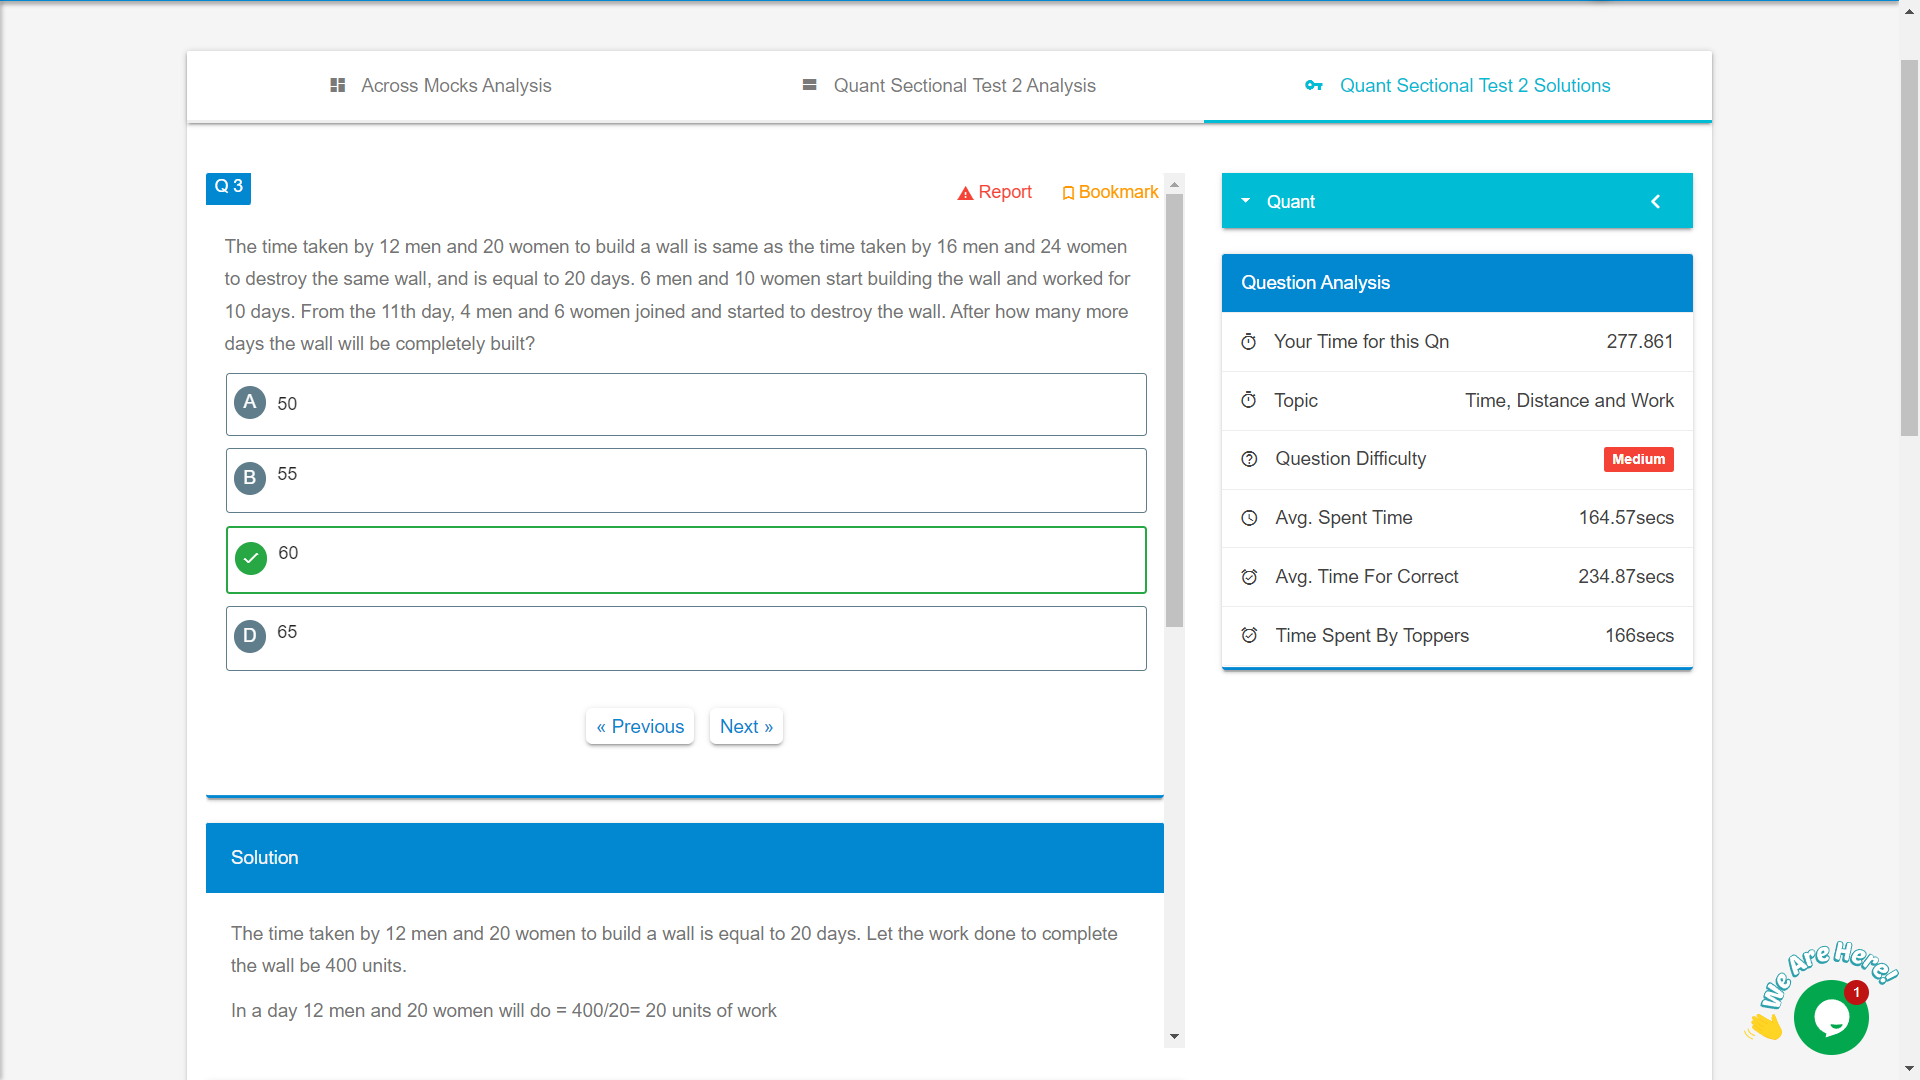 Across Mocks Analysis
Quant Sectional Test 2 Analysis
Quant Sectional Test 2 Solutions
Q 3
Report
Bookmark
The time taken by 12 men and 20 women to build a wall is same as the time taken by 16 men and 24 women
to destroy the same wall, and is equal to 20 days. 6 men and 10 women start building the wall and worked for
10 days. From the 11th day, 4 men and 6 women joined and started to destroy the wall. After how many more
days the wall will be completely built?
A 50
B 55
60
D 65
« Previous
Next »
Solution
The time taken by 12 men and 20 women to build a wall is equal to 20 days. Let the work done to complete
the wall be 400 units.
In a day 12 men and 20 women will do = 400/20= 20 units of work
Quant
Question Analysis
Your Time for this Qn 277.861
Topic Time, Distance and Work
Question Difficulty Medium
Avg. Spent Time 164.57secs
Avg. Time For Correct 234.87secs
Time Spent By Toppers 166secs
We Are Here!
1